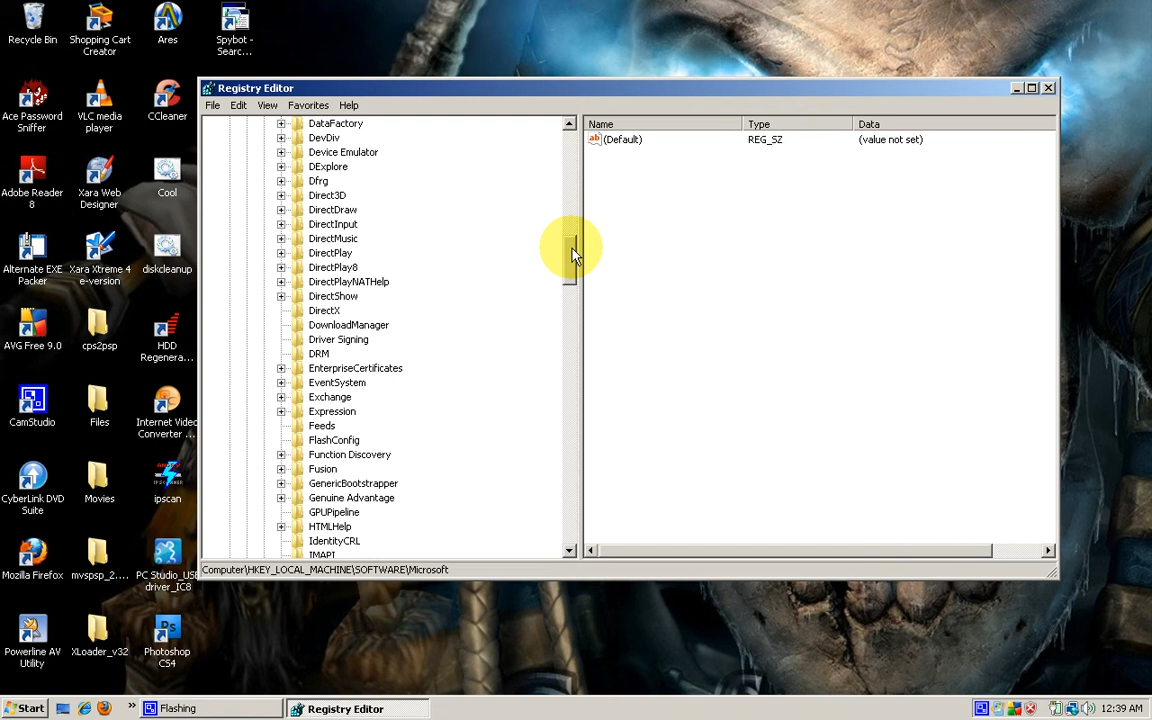 Recycle Bin
Shopping Cart
Creator
Ares
Spybot -
Searc...
Ace Password
Sniffer
VLC media
player
CCleaner
Adobe Reader
8
Xara Web
Designer
Cool
Alternate EXE
Packer
Xara Xtreme 4
e-version
diskcleanup
AVG Free 9.0
cps2psp
HDD
Regenera...
CamStudio
Files
Internet Video
Converter ...
CyberLink DVD
Suite
Movies
ipscan
Mozilla Firefox
mvspsp_2....
PC Studio_USB
driver_IC8
Powerline AV
Utility
XLoader_v32
Photoshop
CS4
Registry Editor
File Edit View Favorites Help
DataFactory
DevDiv
Device Emulator
DExplore
Dfrg
Direct3D
DirectDraw
DirectInput
DirectMusic
DirectPlay
DirectPlay8
DirectPlayNATHelp
DirectShow
DirectX
DownloadManager
Driver Signing
DRM
EnterpriseCertificates
EventSystem
Exchange
Expression
Feeds
FlashConfig
Function Discovery
Fusion
GenericBootstrapper
Genuine Advantage
GPUPipeline
HTMLHelp
IdentityCRL
IMAPI
Name Type Data
ab (Default) REG_SZ (value not set)
Computer\HKEY_LOCAL_MACHINE\SOFTWARE\Microsoft
Start » Flashing Registry Editor 12:39 AM